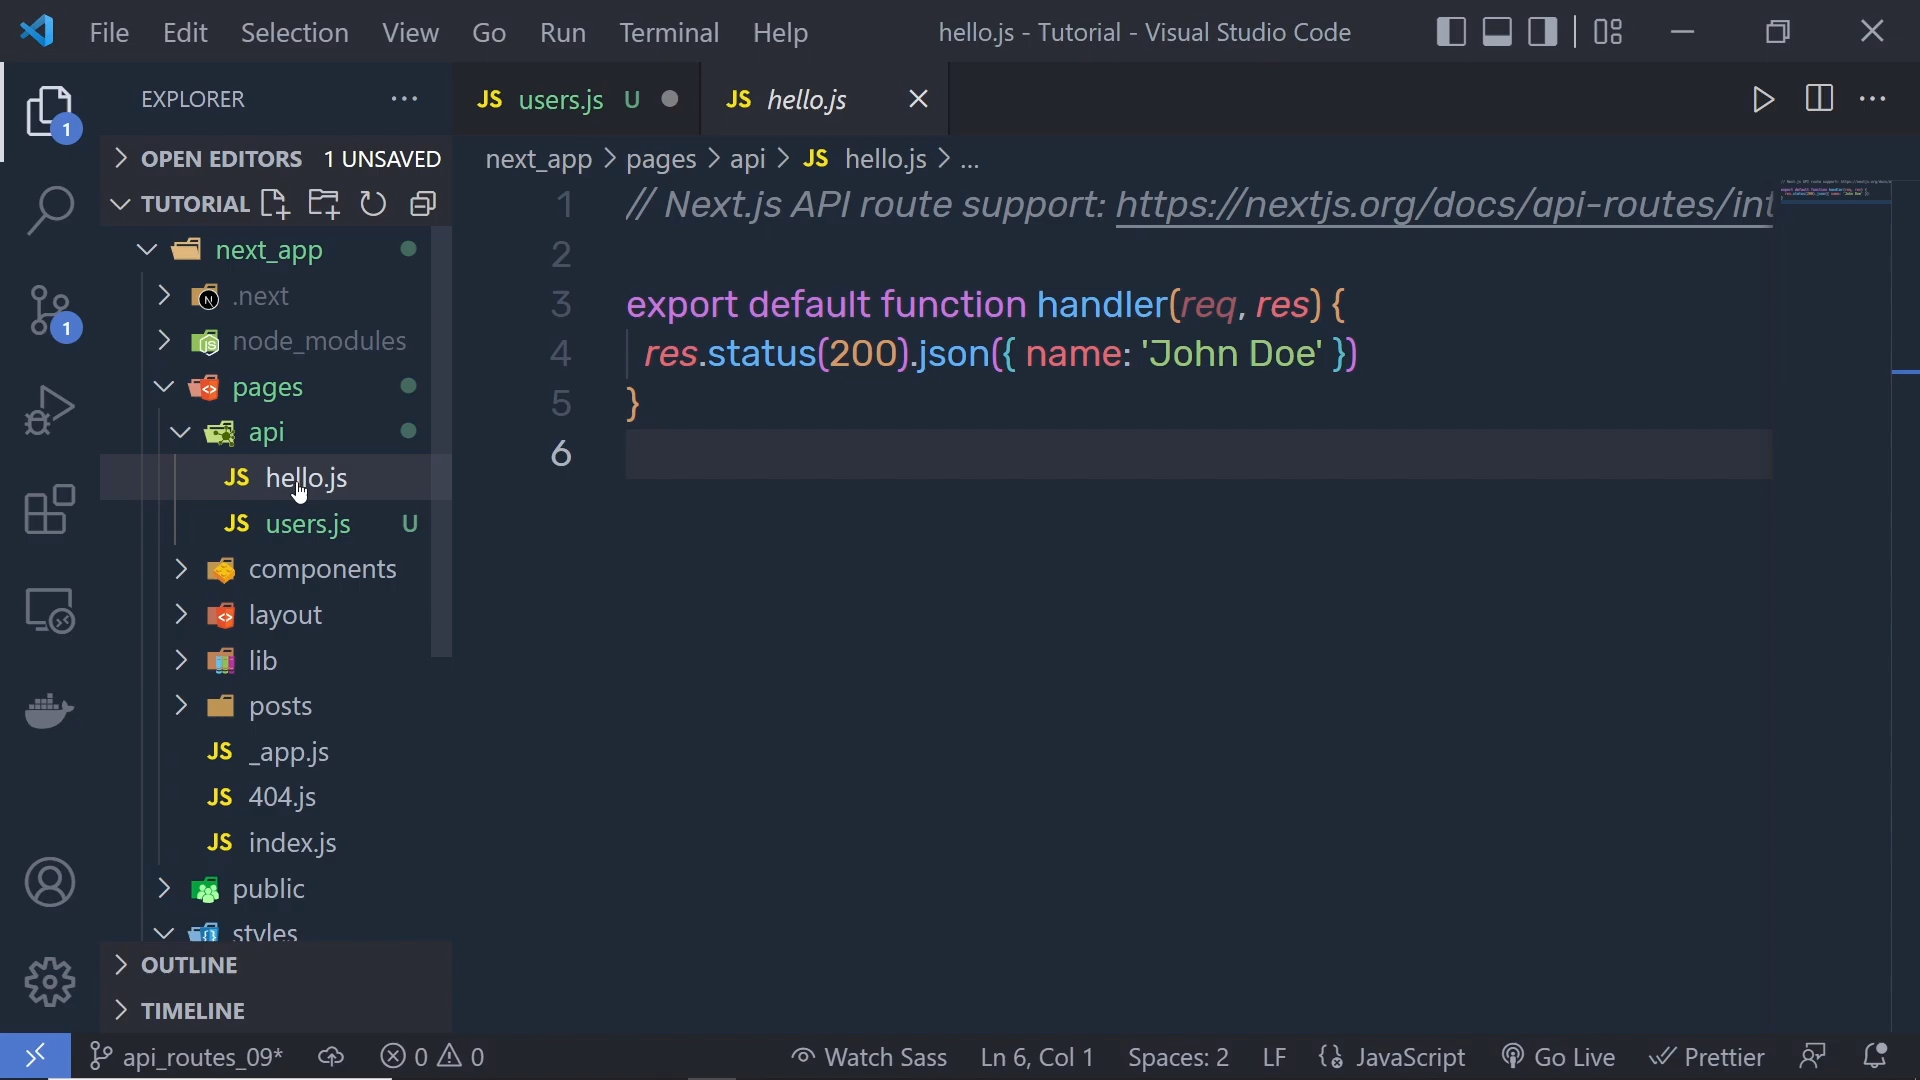 File Edit Selection View Go Run Terminal Help hello.js - Tutorial - Visual Studio Code
EXPLORER
JS users.js U JS hello.js
OPEN EDITORS 1 UNSAVED
TUTORIAL
next_app
.next
node_modules
pages
api
JS hello.js
JS users.js U
components
layout
lib
posts
JS _app.js
JS 404.js
JS index.js
public
styles
OUTLINE
TIMELINE
next_app > pages > api > JS hello.js > ...
1 // Next.js API route support: https://nextjs.org/docs/api-routes/int
2
3 export default function handler(req, res) {
4 res.status(200).json({ name: 'John Doe' })
5 }
6
1
1
api_routes_09* 0 0 Watch Sass Ln 6, Col 1 Spaces: 2 LF JavaScript Go Live Prettier